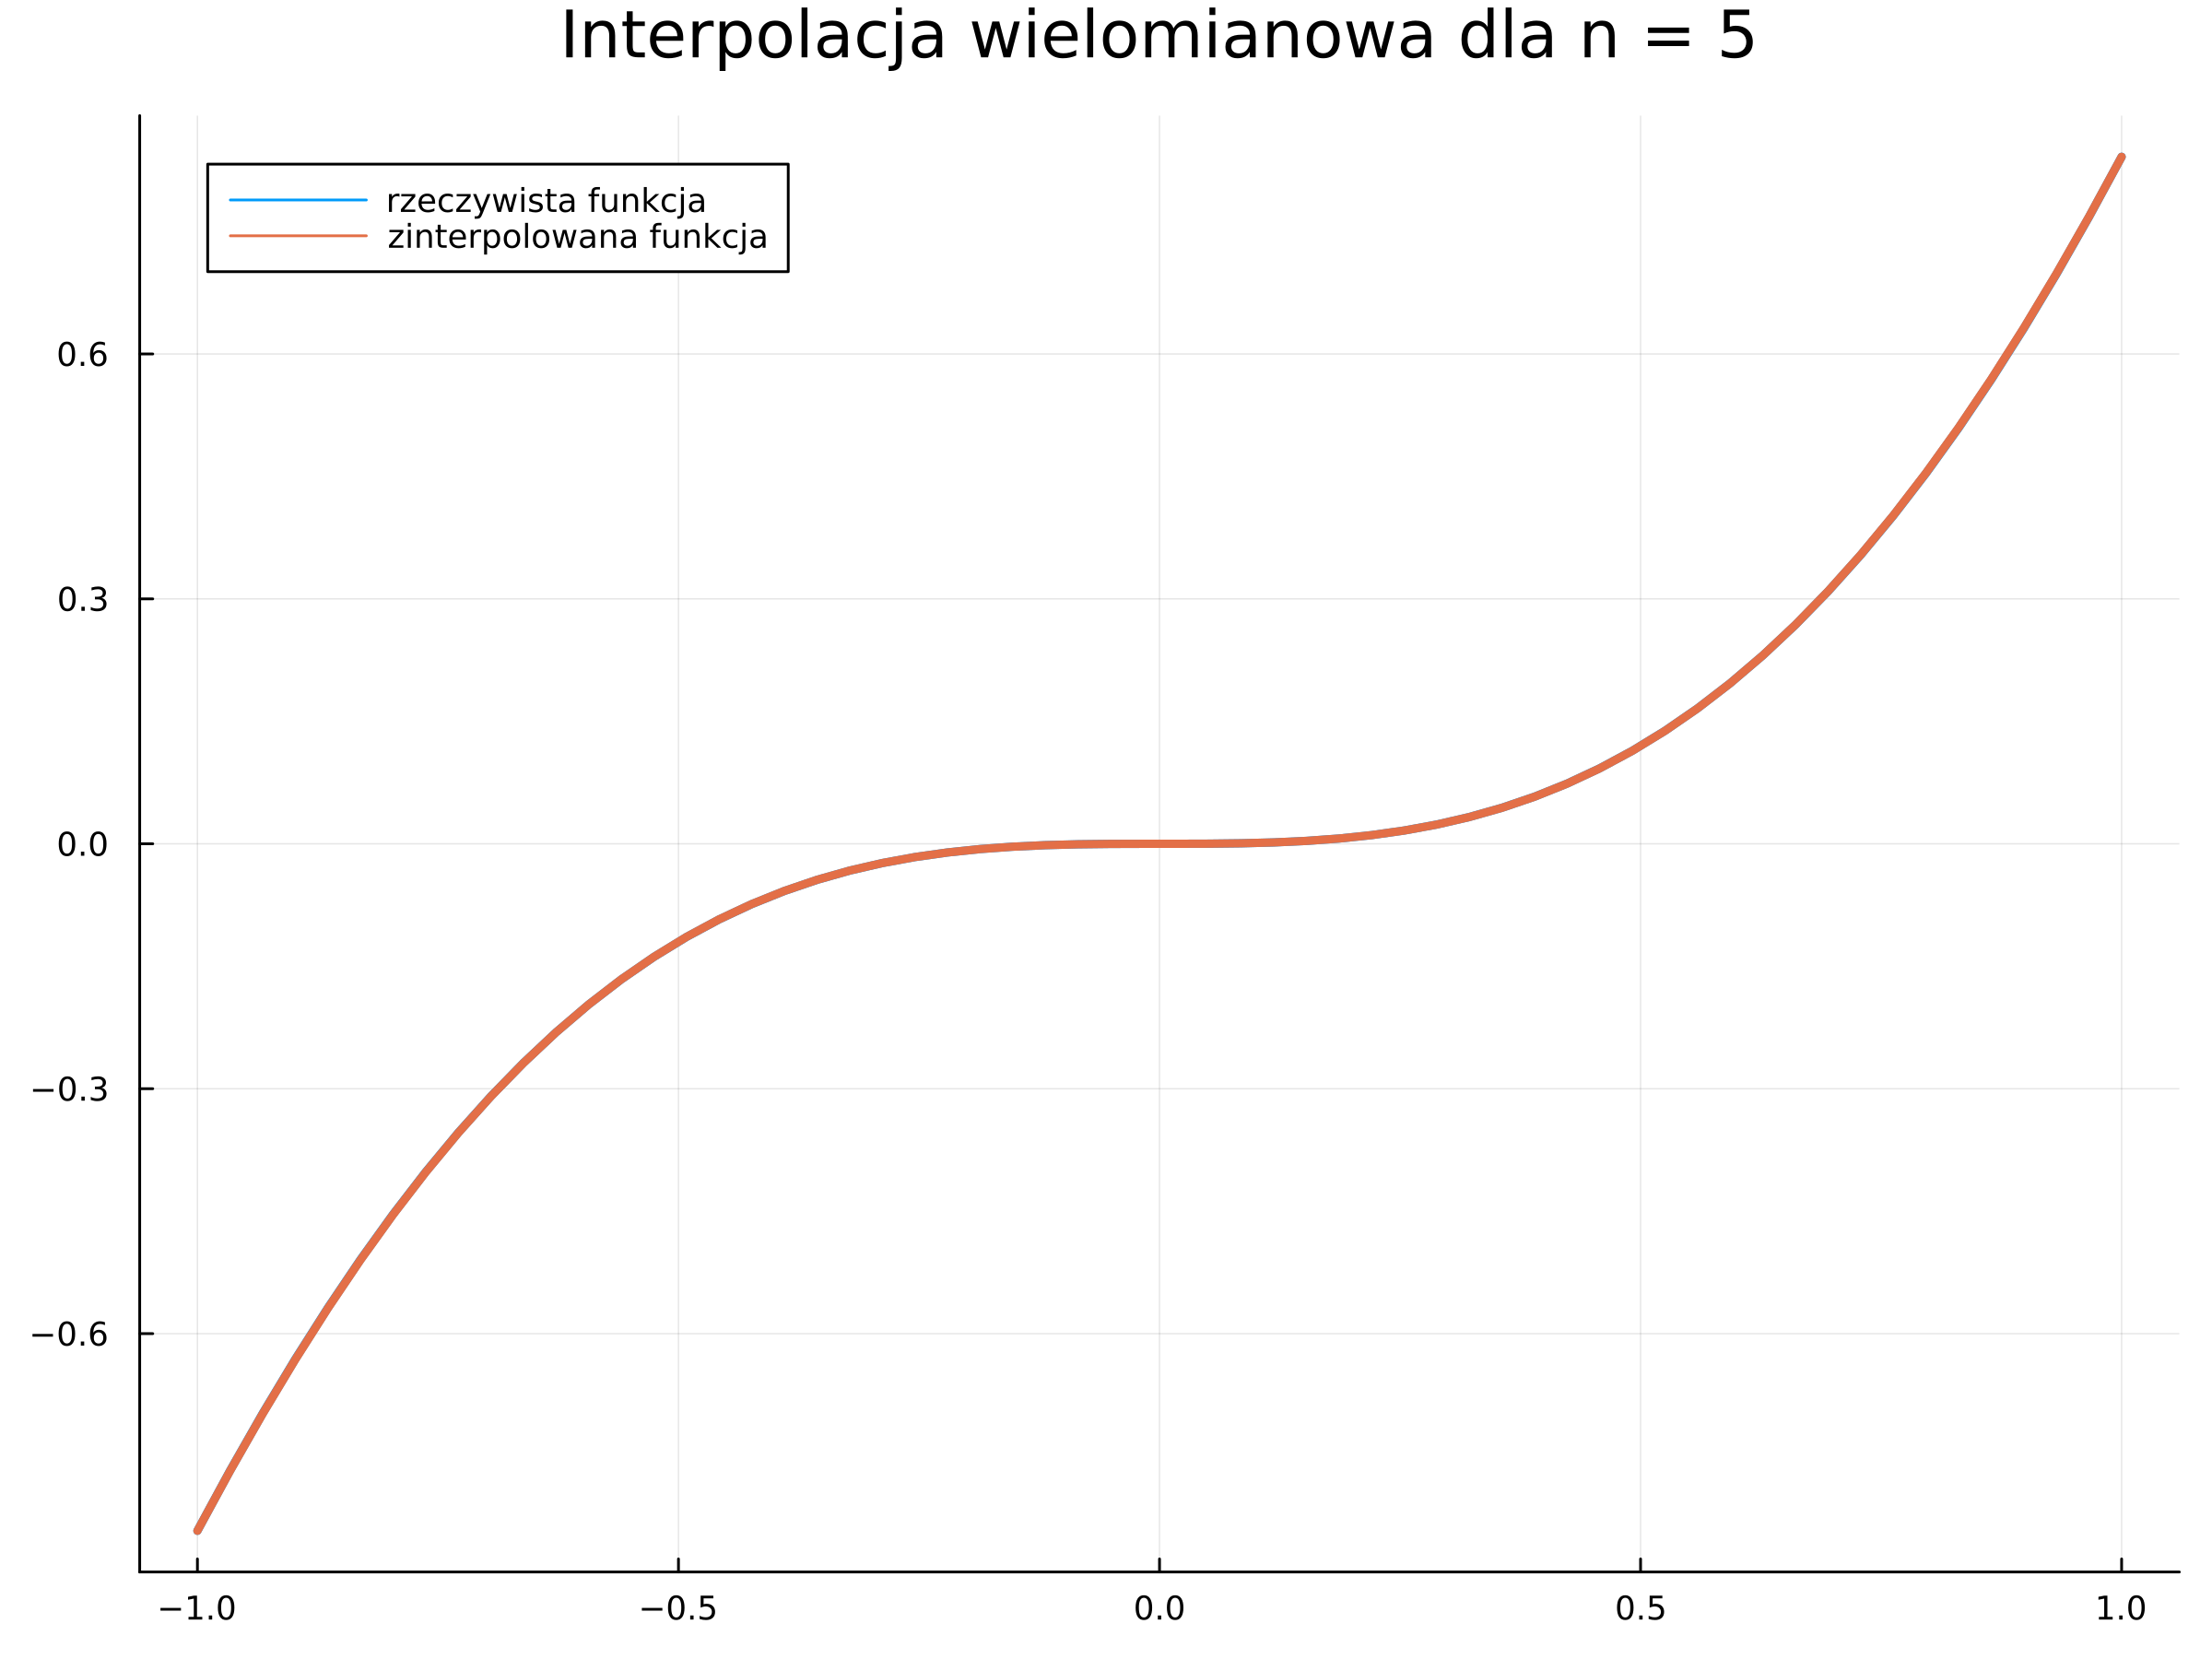 Interpolacja wielomianowa dla n = 5
rzeczywista funkcja
zinterpolowana funkcja
0.6
0.3
0.0
−0.3
−0.6
−1.0 −0.5 0.0 0.5 1.0